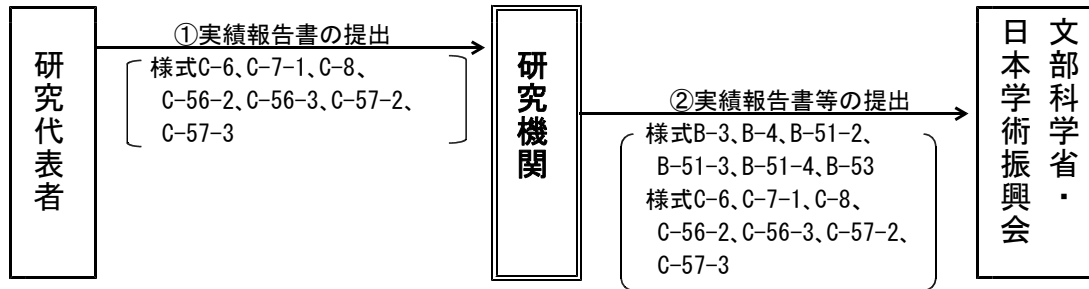 研究代表者
①実績報告書の提出
様式C-6、C-7-1、C-8、
C-56-2、C-56-3、C-57-2、
C-57-3
研究機関
②実績報告書等の提出
様式B-3、B-4、B-51-2、
B-51-3、B-51-4、B-53
様式C-6、C-7-1、C-8、
C-56-2、C-56-3、C-57-2、
C-57-3
文部科学省・
日本学術振興会